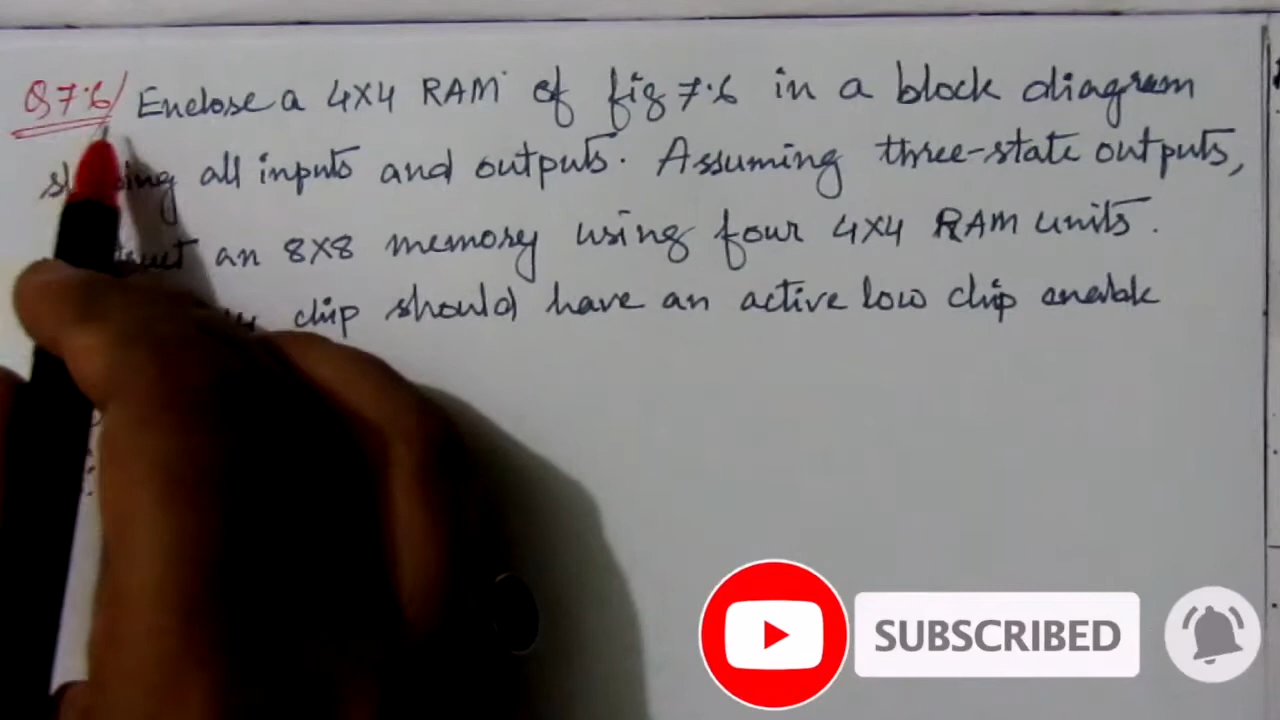 Q7.6/ Enclose a 4X4 RAM of fig 7.6 in a block diagram
all inputs and outputs. Assuming three-state outputs,
an 8X8 memory using four 4X4 RAM units.
chip should have an active low chip enable
SUBSCRIBED